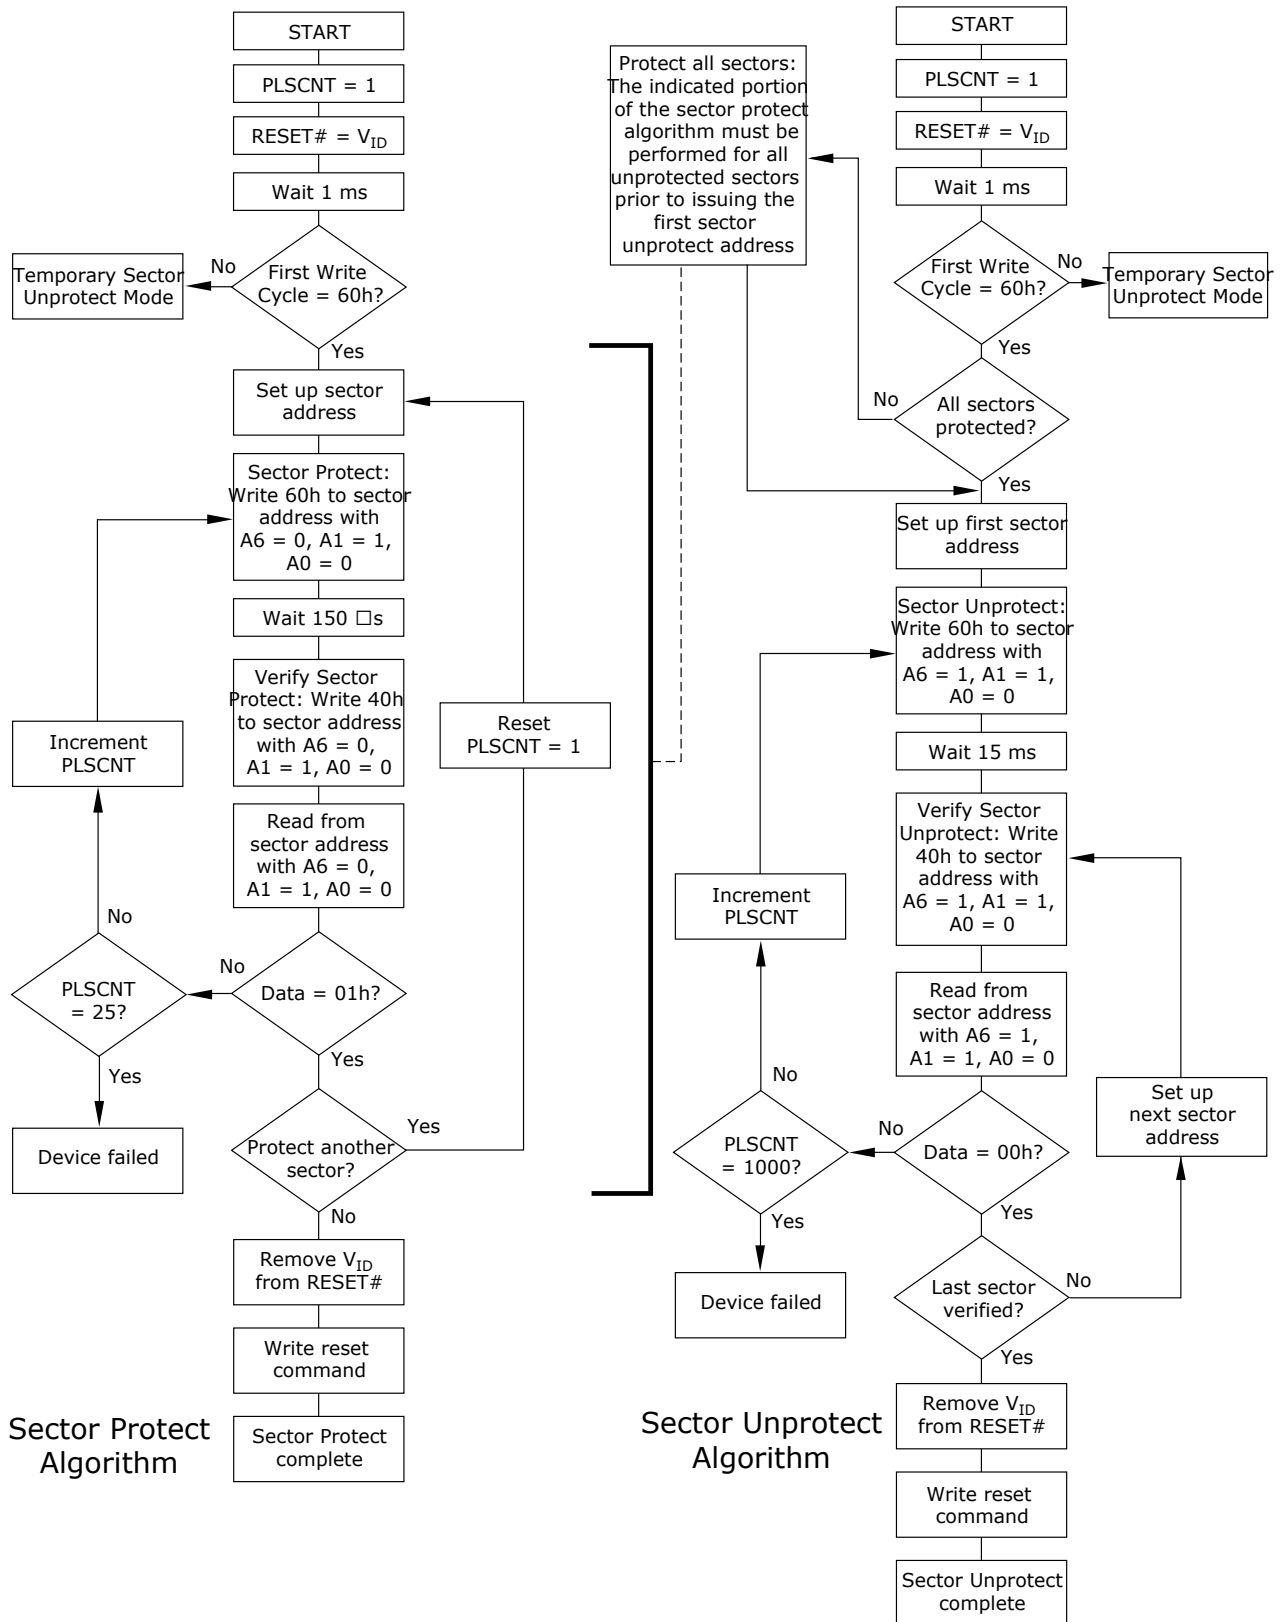 START
PLSCNT = 1
RESET# = VID
Wait 1 ms
First Write
Cycle = 60h?
No
Temporary Sector
Unprotect Mode
Yes
Set up sector
address
Sector Protect:
Write 60h to sector
address with
A6 = 0, A1 = 1,
A0 = 0
Wait 150 □s
Verify Sector
Protect: Write 40h
to sector address
with A6 = 0,
A1 = 1, A0 = 0
Increment
PLSCNT
Reset
PLSCNT = 1
Read from
sector address
with A6 = 0,
A1 = 1, A0 = 0
No
PLSCNT
= 25?
No
Data = 01h?
Yes
Yes
Device failed
Protect another
sector?
Yes
No
Remove VID
from RESET#
Write reset
command
Sector Protect
complete
Sector Protect
Algorithm
Protect all sectors:
The indicated portion
of the sector protect
algorithm must be
performed for all
unprotected sectors
prior to issuing the
first sector
unprotect address
START
PLSCNT = 1
RESET# = VID
Wait 1 ms
First Write
Cycle = 60h?
No
Temporary Sector
Unprotect Mode
Yes
No
All sectors
protected?
Yes
Set up first sector
address
Sector Unprotect:
Write 60h to sector
address with
A6 = 1, A1 = 1,
A0 = 0
Wait 15 ms
Verify Sector
Unprotect: Write
40h to sector
address with
A6 = 1, A1 = 1,
A0 = 0
Increment
PLSCNT
Read from
sector address
with A6 = 1,
A1 = 1, A0 = 0
No
PLSCNT
= 1000?
No
Data = 00h?
Set up
next sector
address
Yes
Yes
Device failed
Last sector
verified?
No
Yes
Remove VID
from RESET#
Write reset
command
Sector Unprotect
complete
Sector Unprotect
Algorithm